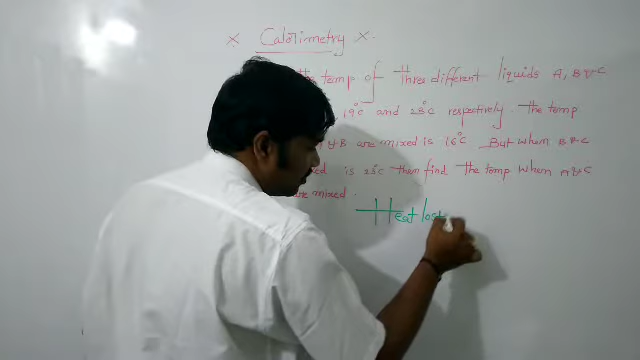 × Calorimetry ×.
the temp of three different liquids A, B & C
19°C and 28°C respectively. The temp
& B are mixed is 16°C. But when B & C
is 23°C then find the temp when A & C
are mixed.
Heat lost